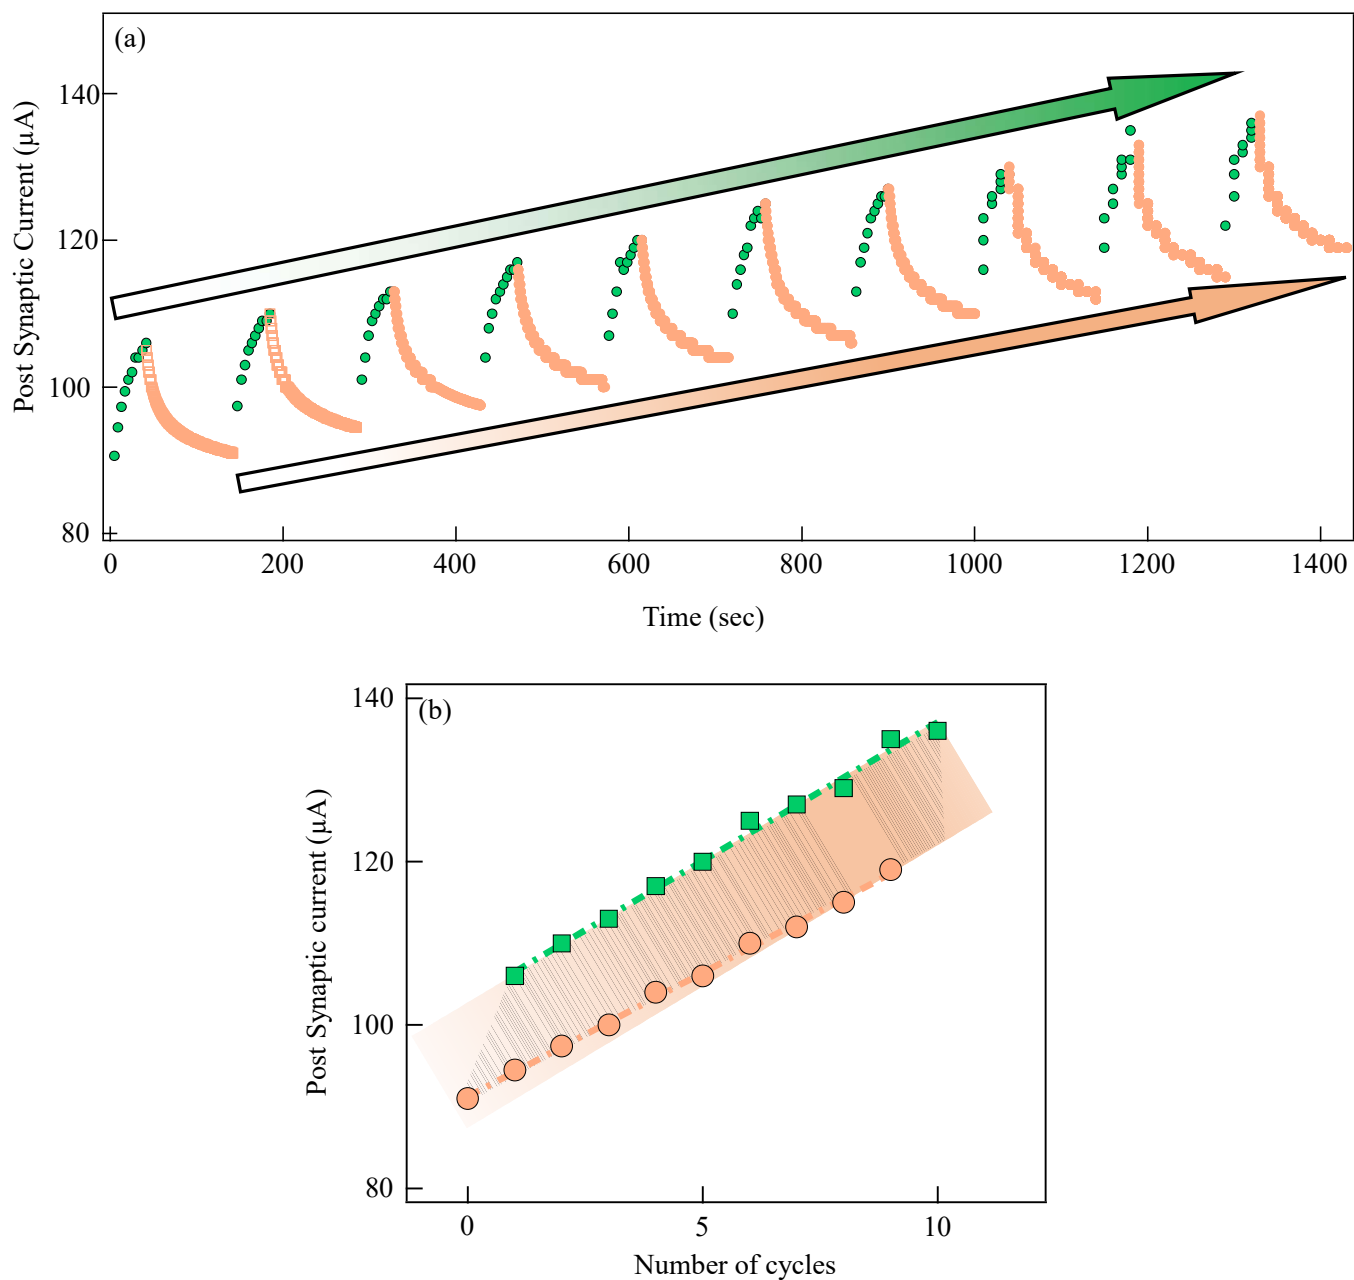 (a)
Post Synaptic Current (μA)
140
120
100
80
0 200 400 600 800 1000 1200 1400
Time (sec)
(b)
Post Synaptic current (μA)
140
120
100
80
0 5 10
Number of cycles